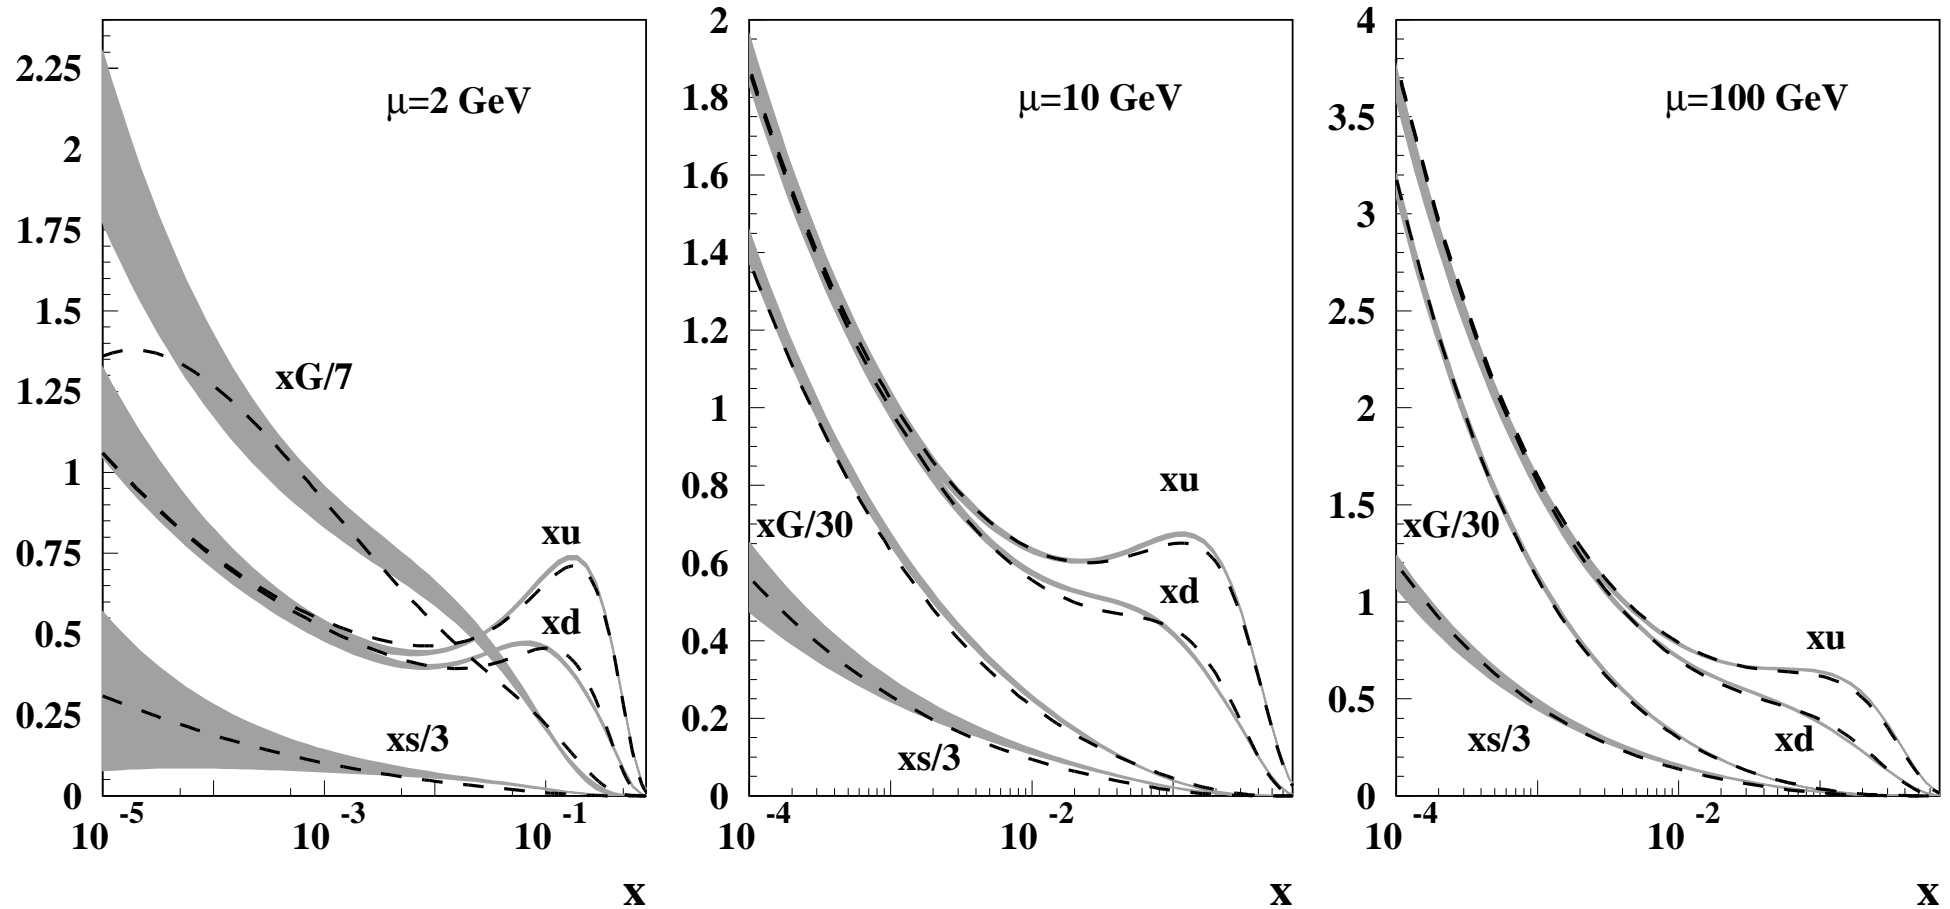 μ=2 GeV
2.25
2
1.75
1.5
1.25
1
0.75
0.5
0.25
0
xG/7
xu
xd
xs/3
10^-5
10^-3
10^-1
x
μ=10 GeV
2
1.8
1.6
1.4
1.2
1
0.8
0.6
0.4
0.2
0
xu
xG/30
xd
xs/3
10^-4
10^-2
x
μ=100 GeV
4
3.5
3
2.5
2
1.5
1
0.5
0
xG/30
xu
xs/3
xd
10^-4
10^-2
x